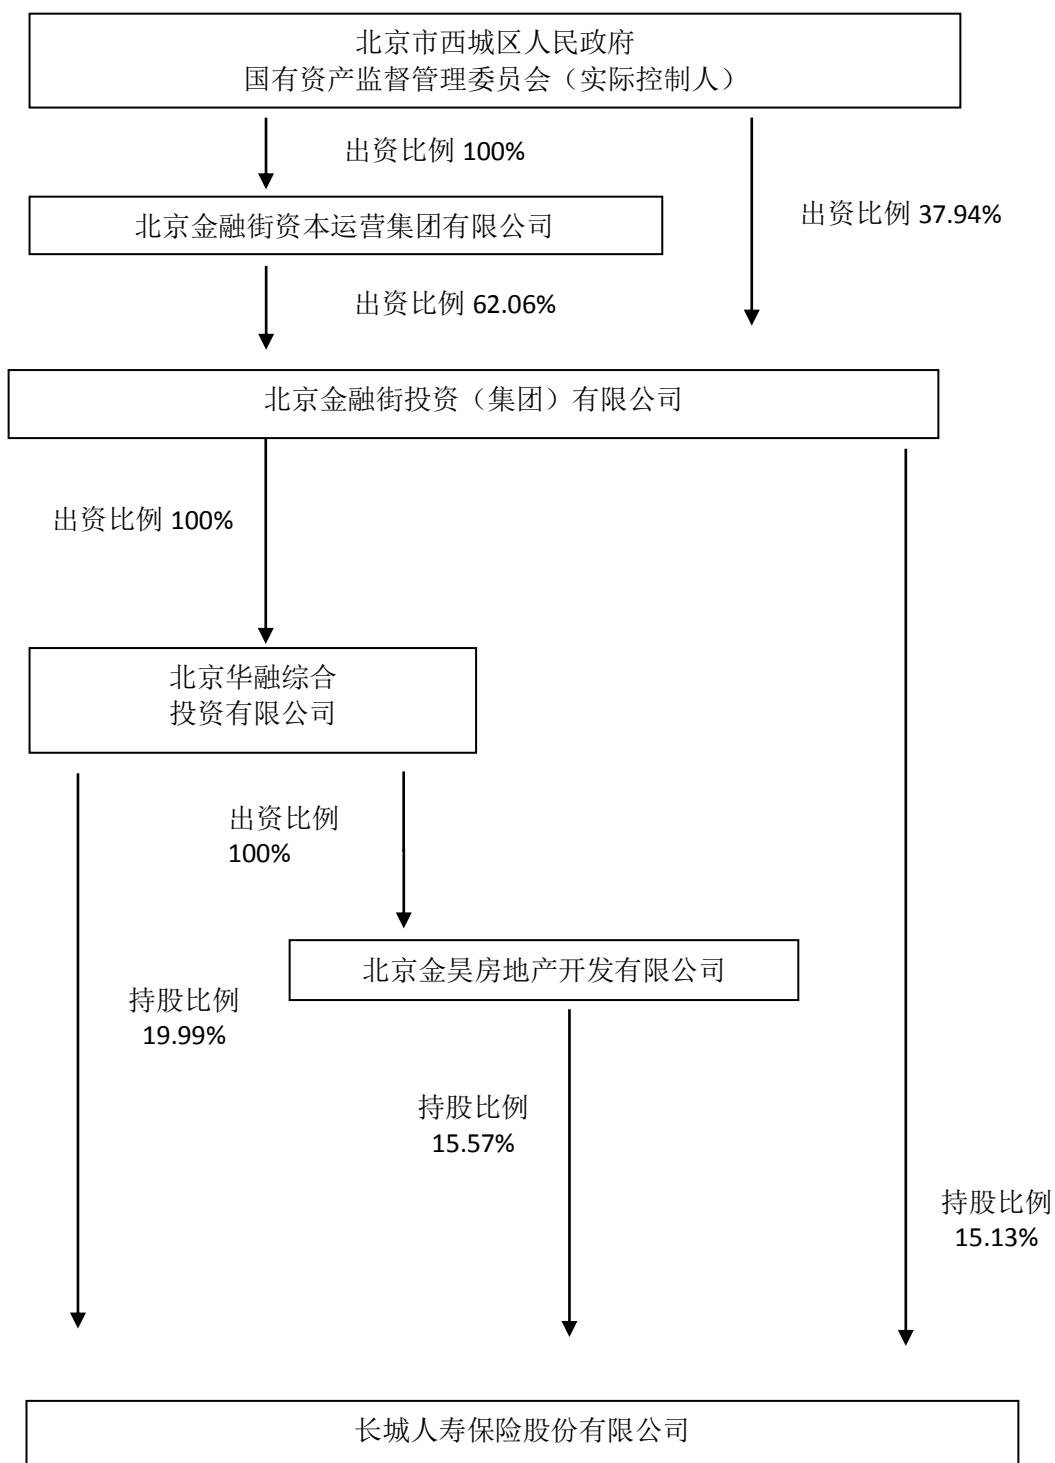 北京市西城区人民政府
国有资产监督管理委员会（实际控制人）
出资比例 100%
出资比例 37.94%
北京金融街资本运营集团有限公司
出资比例 62.06%
北京金融街投资（集团）有限公司
出资比例 100%
北京华融综合
投资有限公司
出资比例
100%
北京金昊房地产开发有限公司
持股比例
19.99%
持股比例
15.57%
持股比例
15.13%
长城人寿保险股份有限公司